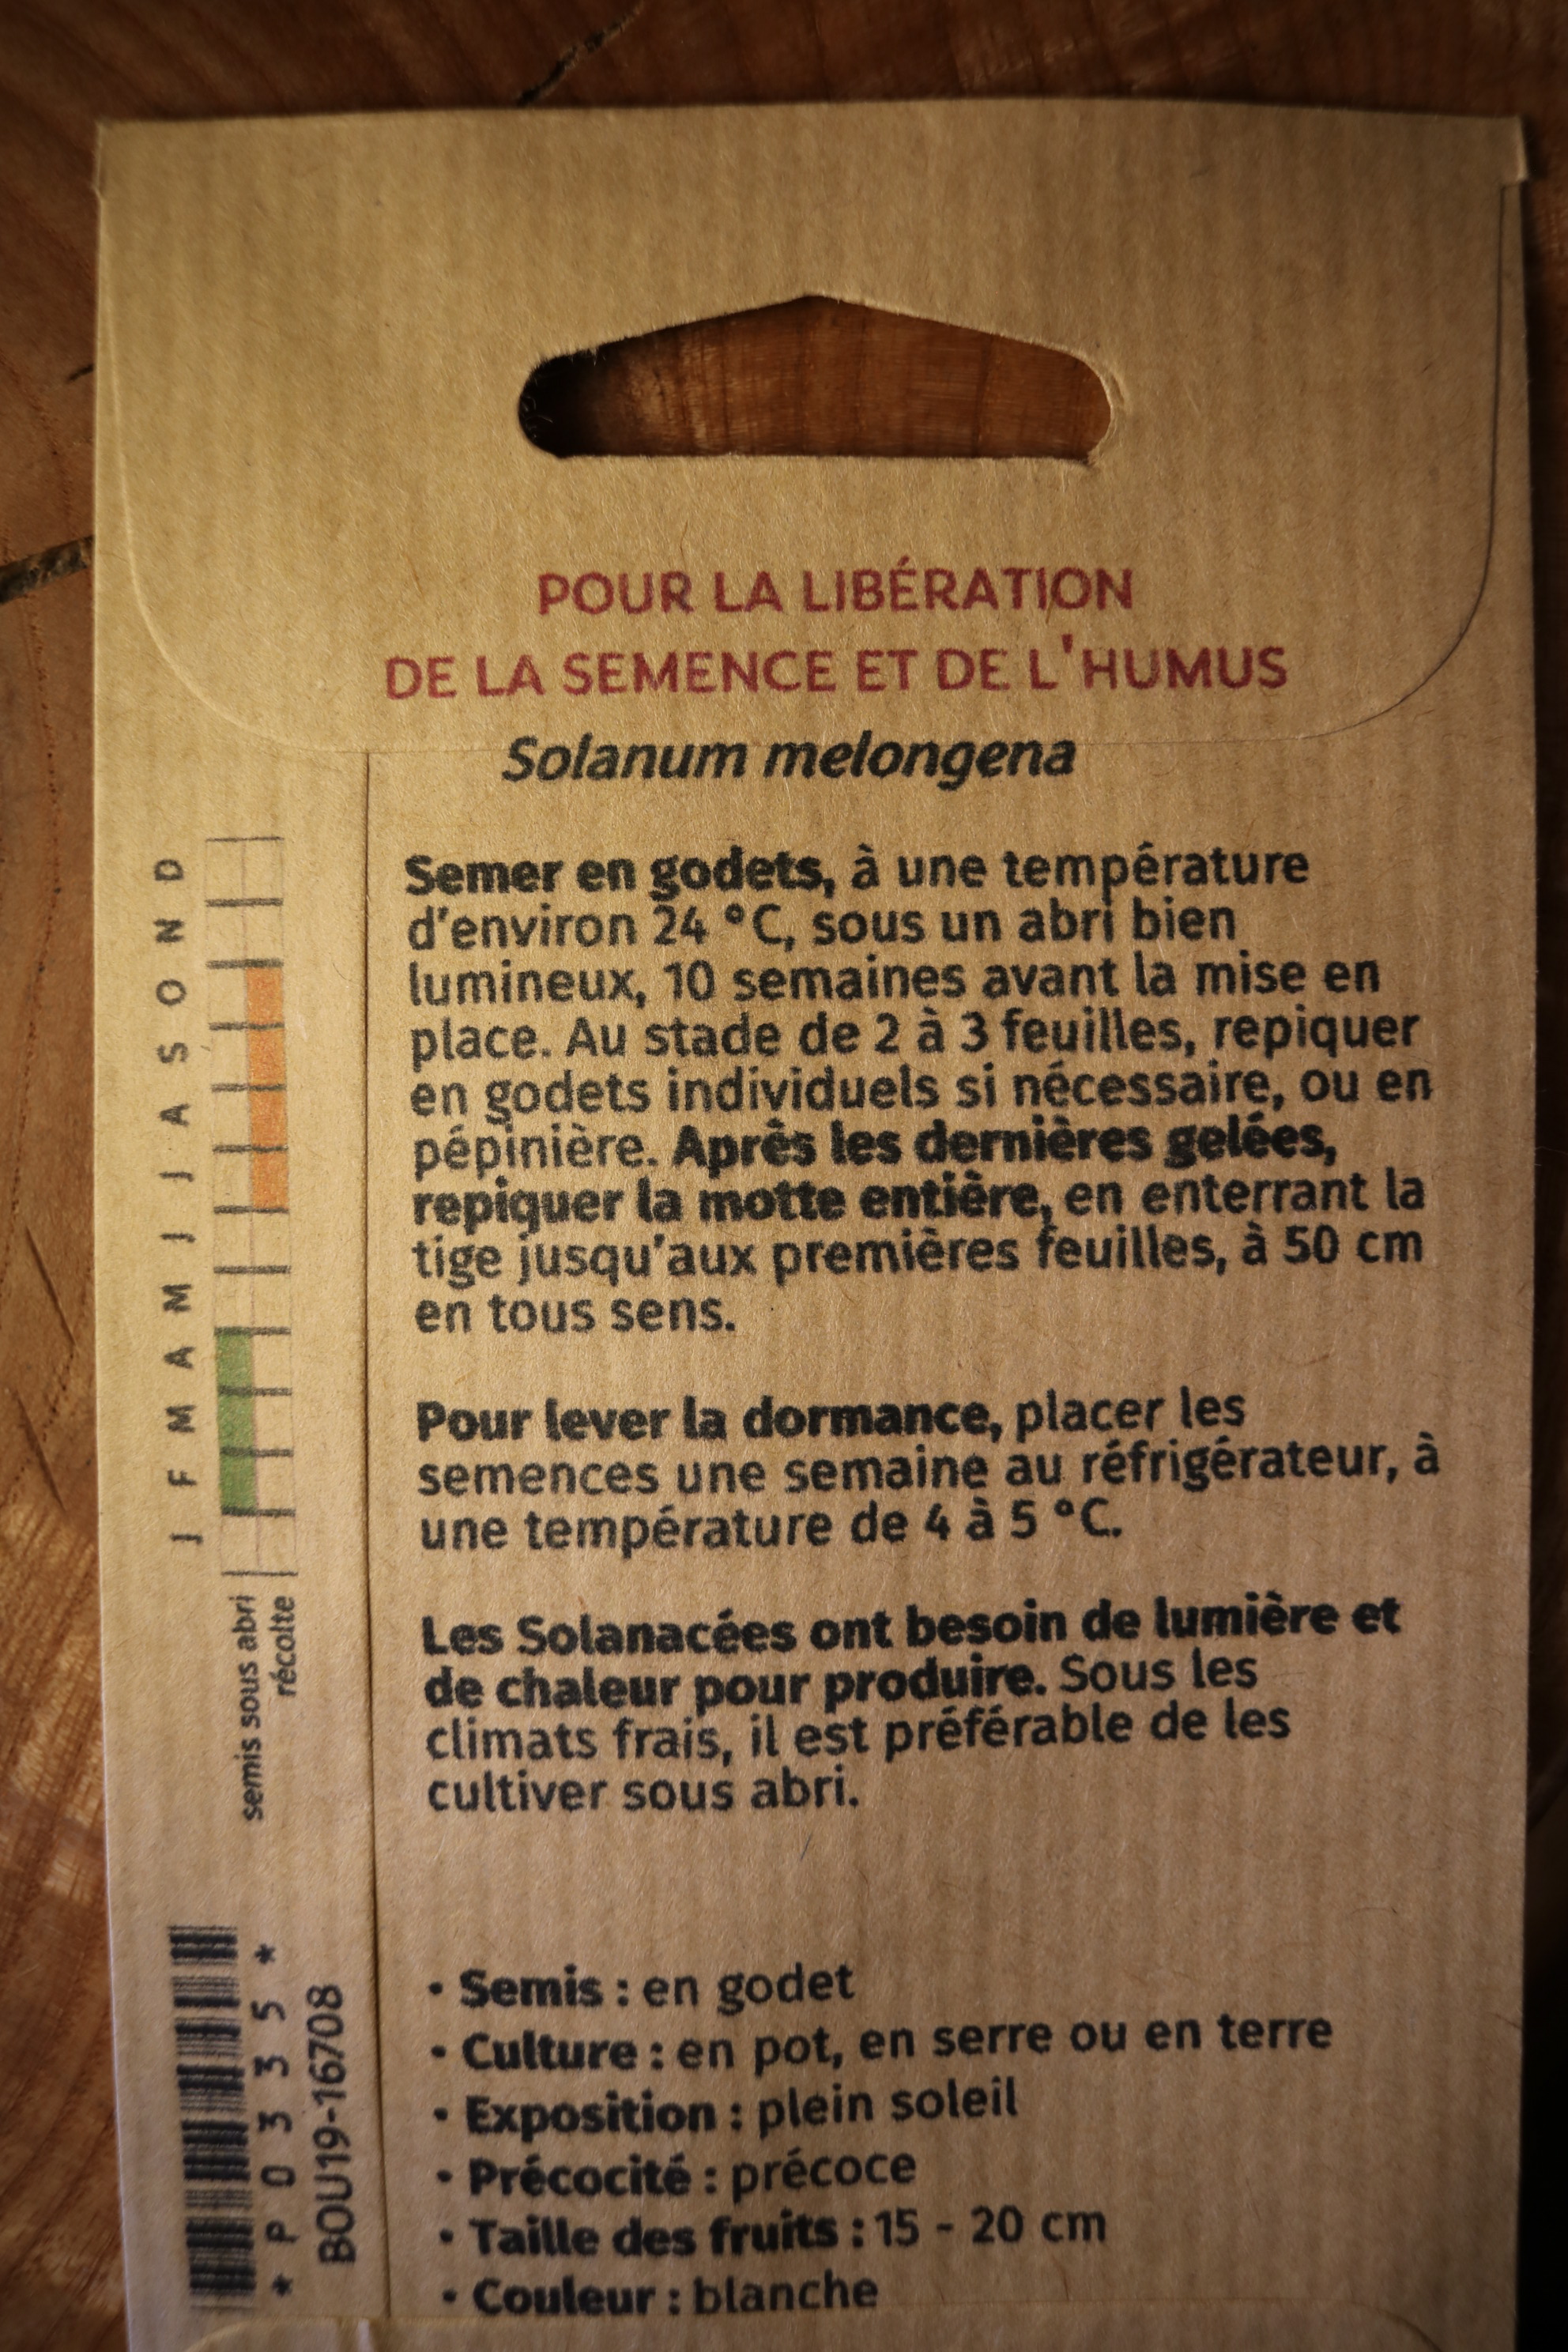 POUR LA LIBÉRATION
DE LA SEMENCE ET DE L'HUMUS
Solanum melongena
Semer en godets, à une température
d'environ 24 °C, sous un abri bien
lumineux, 10 semaines avant la mise en
place. Au stade de 2 à 3 feuilles, repiquer
en godets individuels si nécessaire, ou en
pépinière. Après les dernières gelées,
repiquer la motte entière, en enterrant la
tige jusqu'aux premières feuilles, à 50 cm
en tous sens.
Pour lever la dormance, placer les
semences une semaine au réfrigérateur, à
une température de 4 à 5 °C.
Les Solanacées ont besoin de lumière et
de chaleur pour produire. Sous les
climats frais, il est préférable de les
cultiver sous abri.
• Semis : en godet
• Culture : en pot, en serre ou en terre
• Exposition : plein soleil
• Précocité : précoce
• Taille des fruits : 15 - 20 cm
• Couleur : blanche
J F M A M J J A S O N D
semis sous abri
récolte
* P 0 3 3 5 *
BOU19-16708